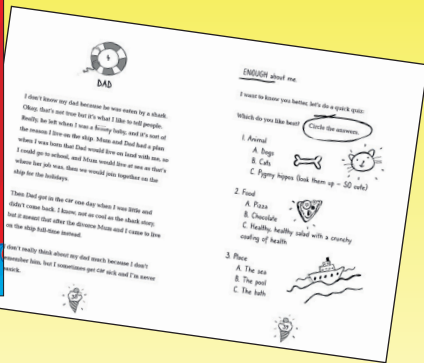 4
DAD
I don't know my dad because he was eaten by a shark.
Okay, that's not true but it's what I like to tell people.
Really, he left when I was a baby, and it's sort of
the reason I live on the ship. Mum and Dad had a plan
when I was born that Dad would live on land with me, so
I could go to school, and Mum would live at sea as that's
where her job was, then we would join together on the
ship for the holidays.
Then Dad got in the car one day when I was little and
didn't come back. I know, not as cool as the shark story,
but it meant that after the divorce Mum and I came to live
on the ship full-time instead.
I don't really think about my dad much because I don't
remember him, but I sometimes get car sick and I'm never
seasick.
38
ENOUGH about me.
I want to know you better, let's do a quick quiz:
Which do you like best? Circle the answers.
1. Animal
A. Dogs
B. Cats
C. Pygmy hippos (look them up – SO cute)
2. Food
A. Pizza
B. Chocolate
C. Healthy, healthy salad with a crunchy
coating of health
3. Place
A. The sea
B. The pool
C. The bath
39